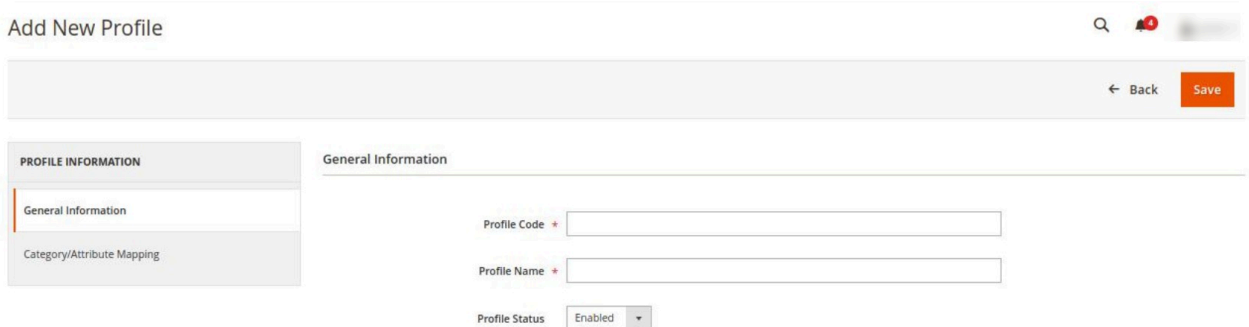 Add New Profile
4
← Back
Save
PROFILE INFORMATION
General Information
Category/Attribute Mapping
General Information
Profile Code *
Profile Name *
Profile Status Enabled